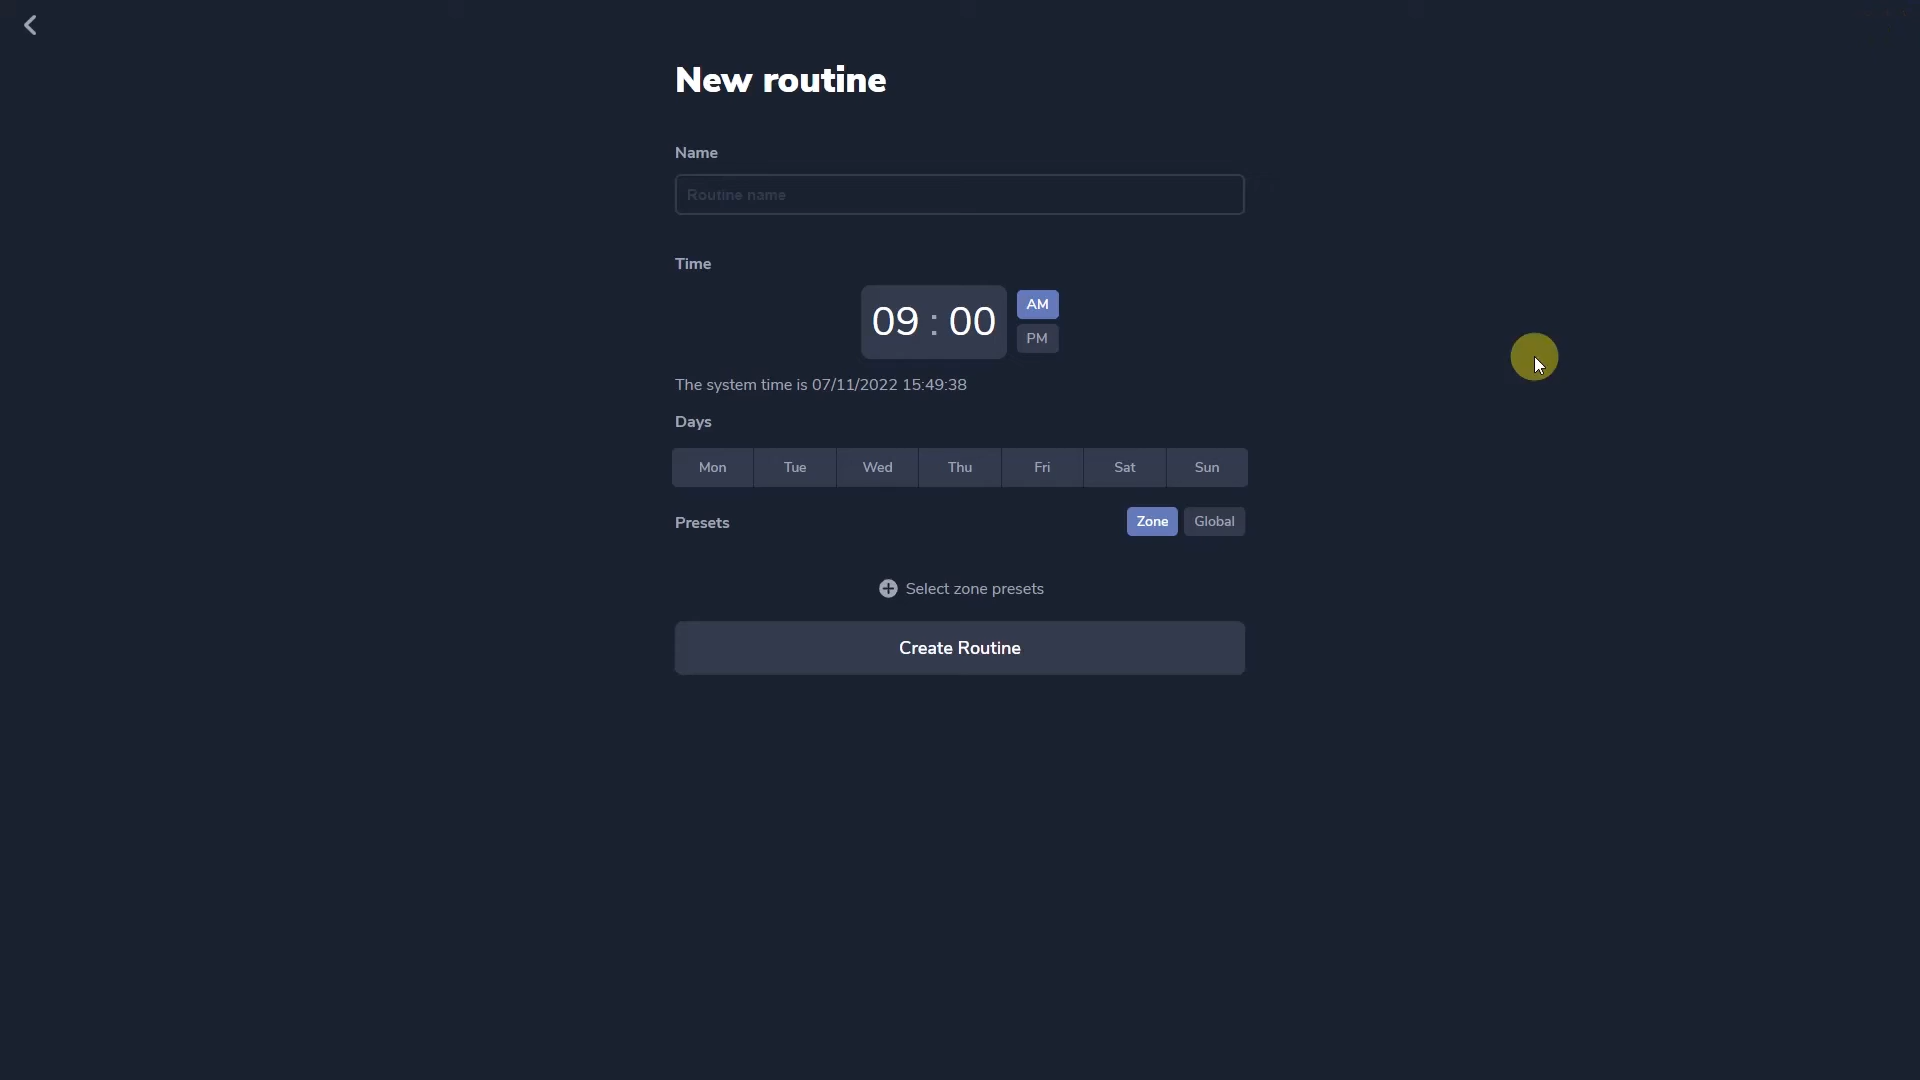 New routine
Name
Routine name
Time
09 : 00
AM
PM
The system time is 07/11/2022 15:49:38
Days
Mon Tue Wed Thu Fri Sat Sun
Presets Zone Global
Select zone presets
Create Routine